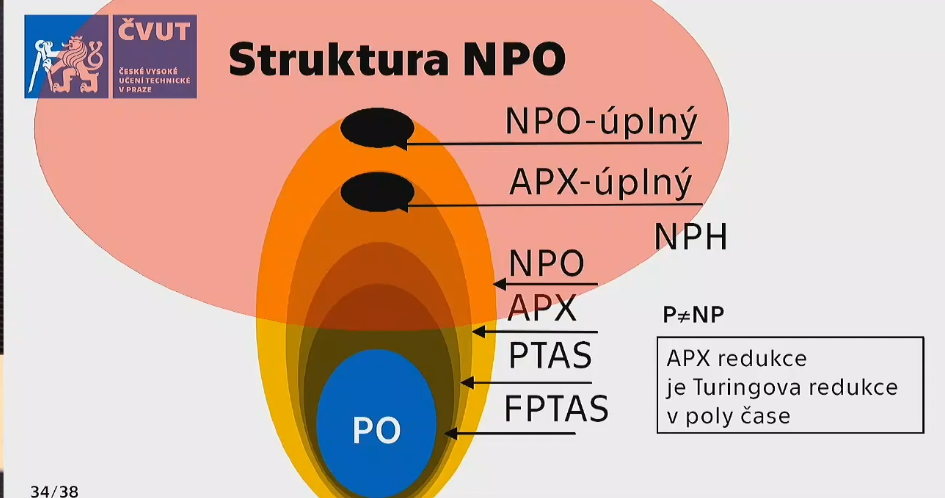 ČVUT
ČESKÉ VYSOKÉ
UČENÍ TECHNICKÉ
V PRAZE
Struktura NPO
NPO-úplný
APX-úplný
NPH
NPO
APX
P≠NP
PTAS
APX redukce
je Turingova redukce
v poly čase
FPTAS
PO
34/38